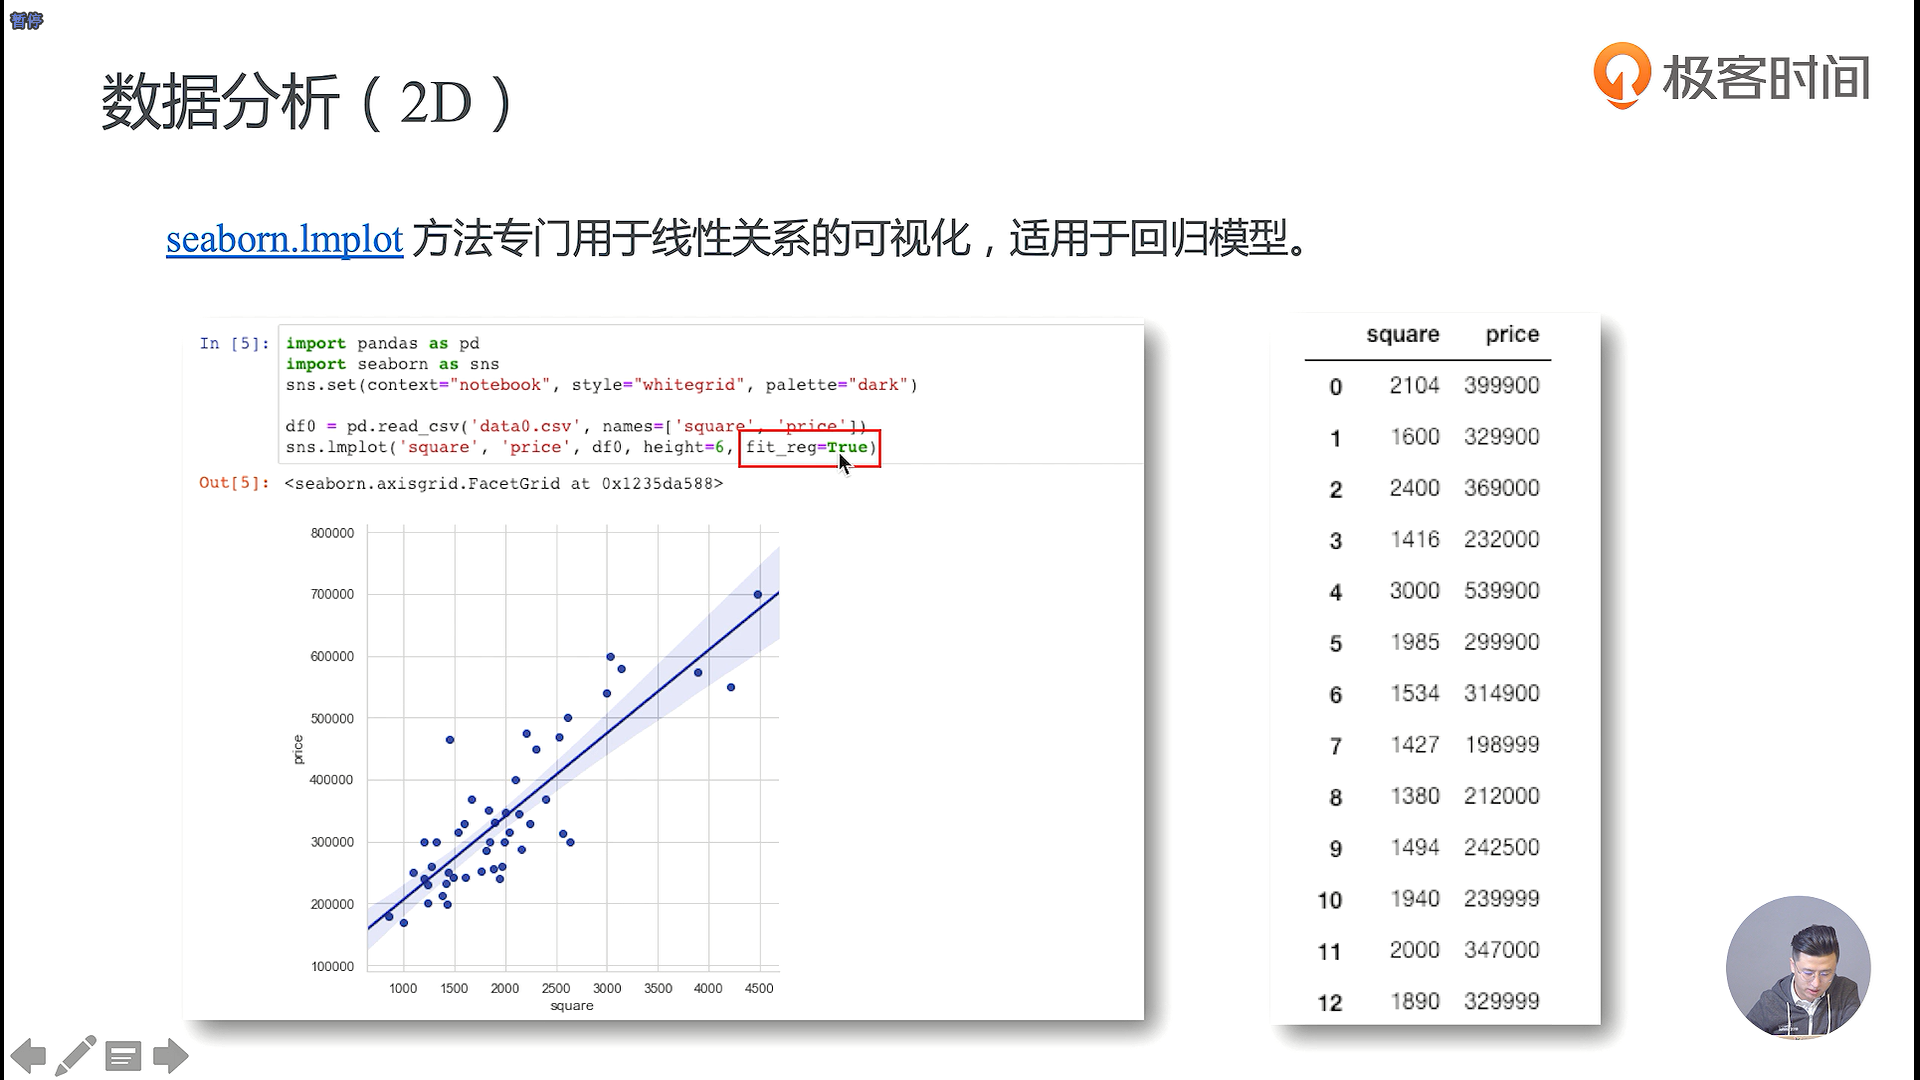 暂停
极客时间
数据分析（2D）
seaborn.lmplot 方法专门用于线性关系的可视化，适用于回归模型。
In [5]: import pandas as pd
import seaborn as sns
sns.set(context="notebook", style="whitegrid", palette="dark")
df0 = pd.read_csv('data0.csv', names=['square', 'price'])
sns.lmplot('square', 'price', df0, height=6, fit_reg=True)
Out[5]: <seaborn.axisgrid.FacetGrid at 0x1235da588>
800000
700000
600000
500000
400000
300000
200000
100000
price
1000 1500 2000 2500 3000 3500 4000 4500
square
square price
0 2104 399900
1 1600 329900
2 2400 369000
3 1416 232000
4 3000 539900
5 1985 299900
6 1534 314900
7 1427 198999
8 1380 212000
9 1494 242500
10 1940 239999
11 2000 347000
12 1890 329999